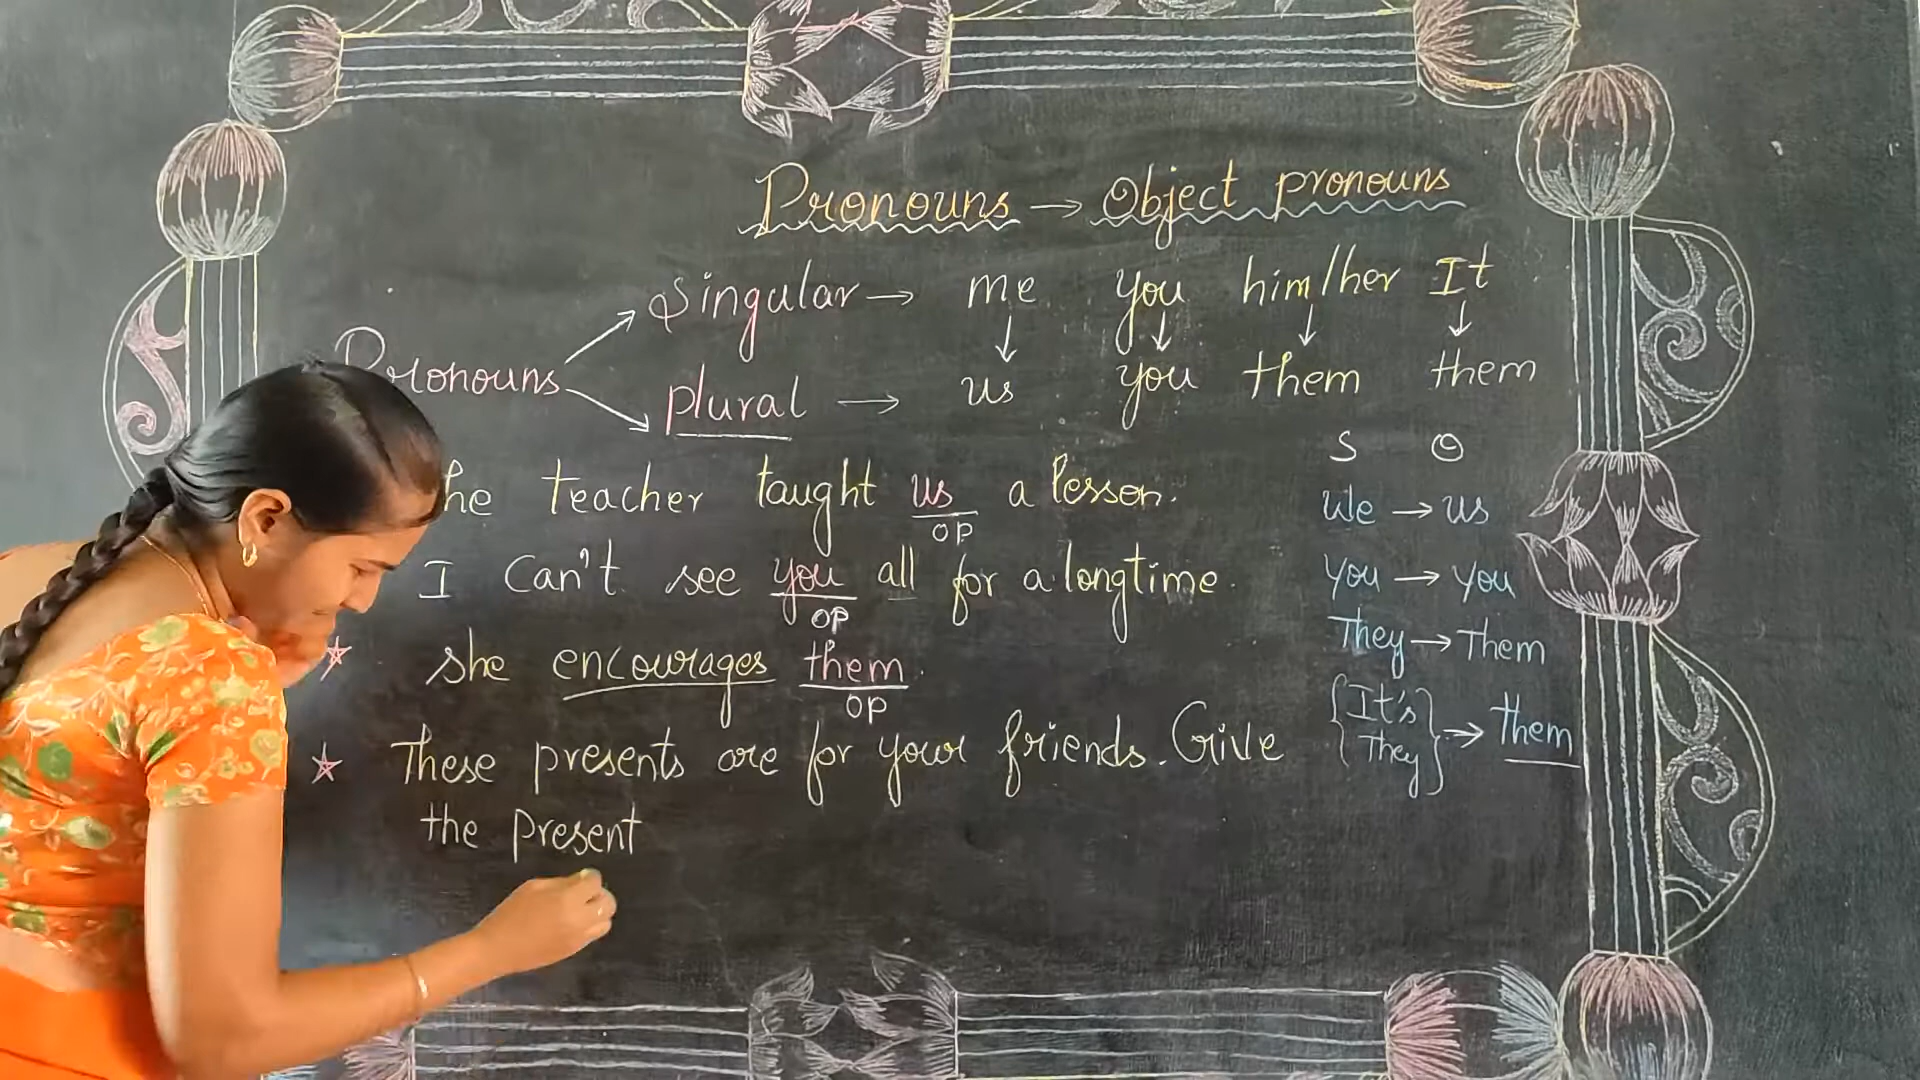 Pronouns → Object pronouns
Singular → me you him/her It
Pronouns
plural → us you them them
S O
he teacher taught us a lesson.
OP
We → us
I Can't see you all for a longtime.
OP
You → you
They → Them
she encourages them.
OP
{It's They} → them
These presents are for your friends. Give
the present